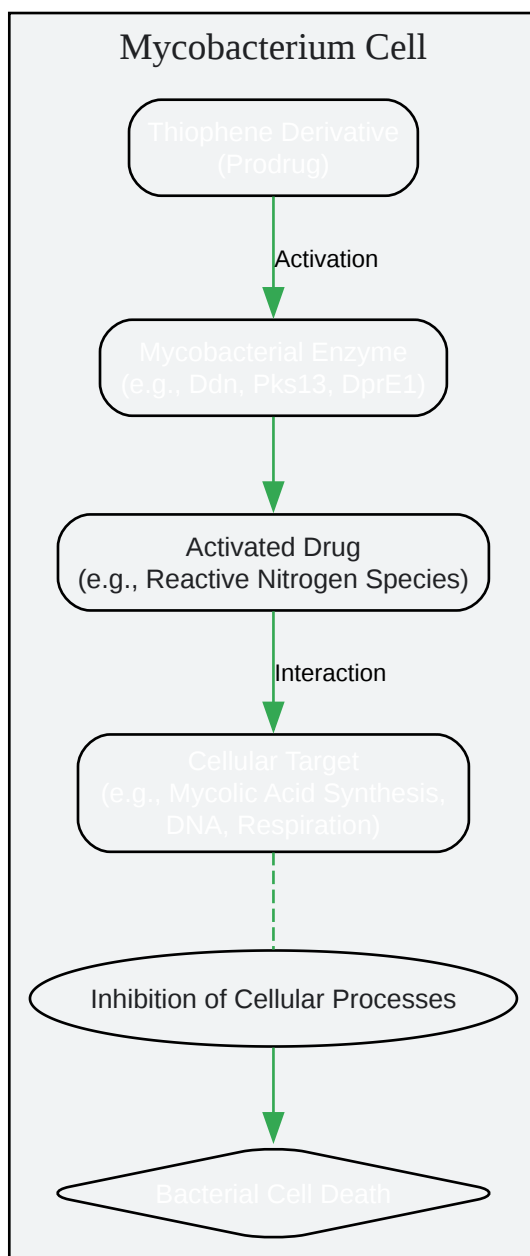 Mycobacterium Cell
Thiophene Derivative
(Prodrug)
Activation
Mycobacterial Enzyme
(e.g., Ddn, Pks13, DprE1)
Activated Drug
(e.g., Reactive Nitrogen Species)
Interaction
Cellular Target
(e.g., Mycolic Acid Synthesis,
DNA, Respiration)
Inhibition of Cellular Processes
Bacterial Cell Death